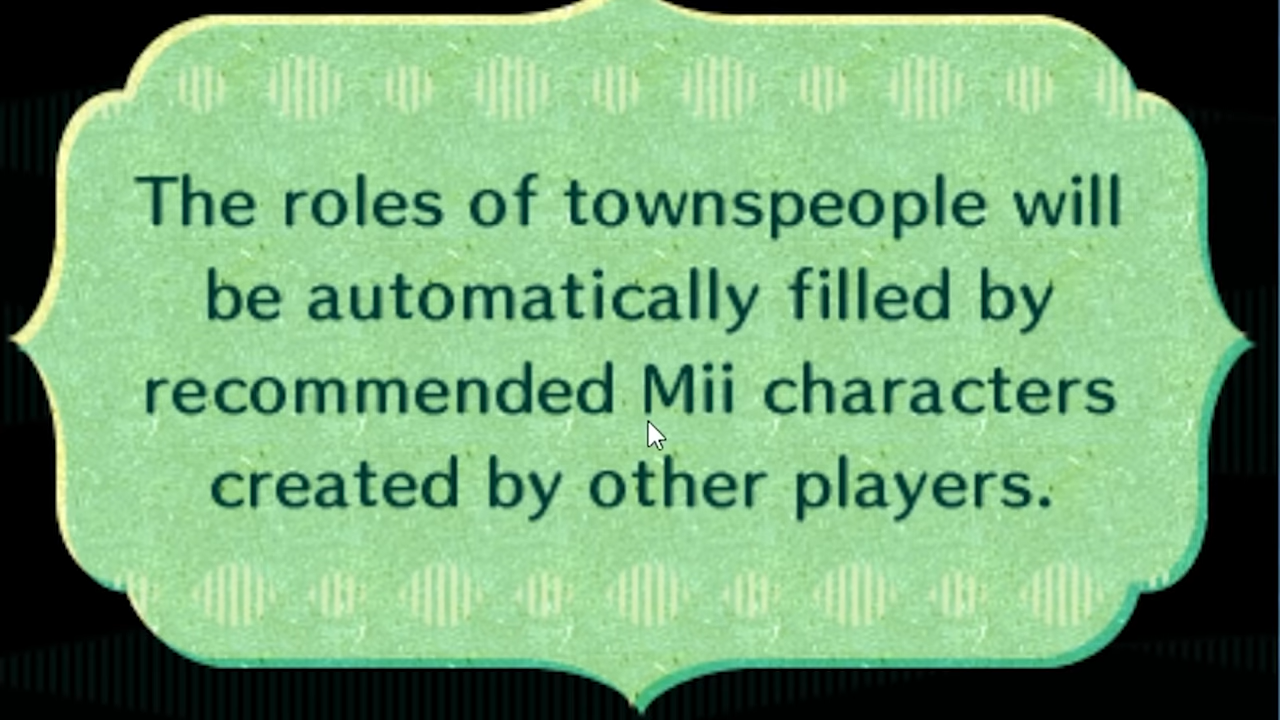 The roles of townspeople will
be automatically filled by
recommended Mii characters
created by other players.